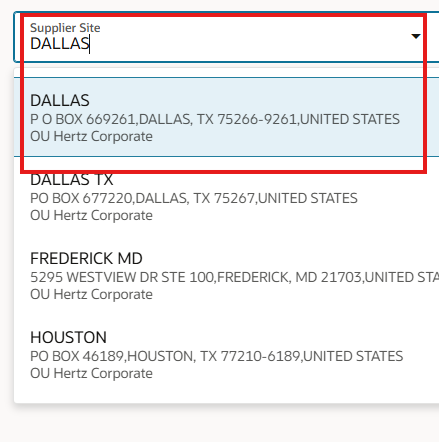 Supplier Site
DALLAS
DALLAS
P O BOX 669261,DALLAS, TX 75266-9261,UNITED STATES
OU Hertz Corporate
DALLAS TX
PO BOX 677220,DALLAS, TX 75267,UNITED STATES
OU Hertz Corporate
FREDERICK MD
5295 WESTVIEW DR STE 100,FREDERICK, MD 21703,UNITED STA
OU Hertz Corporate
HOUSTON
PO BOX 46189,HOUSTON, TX 77210-6189,UNITED STATES
OU Hertz Corporate